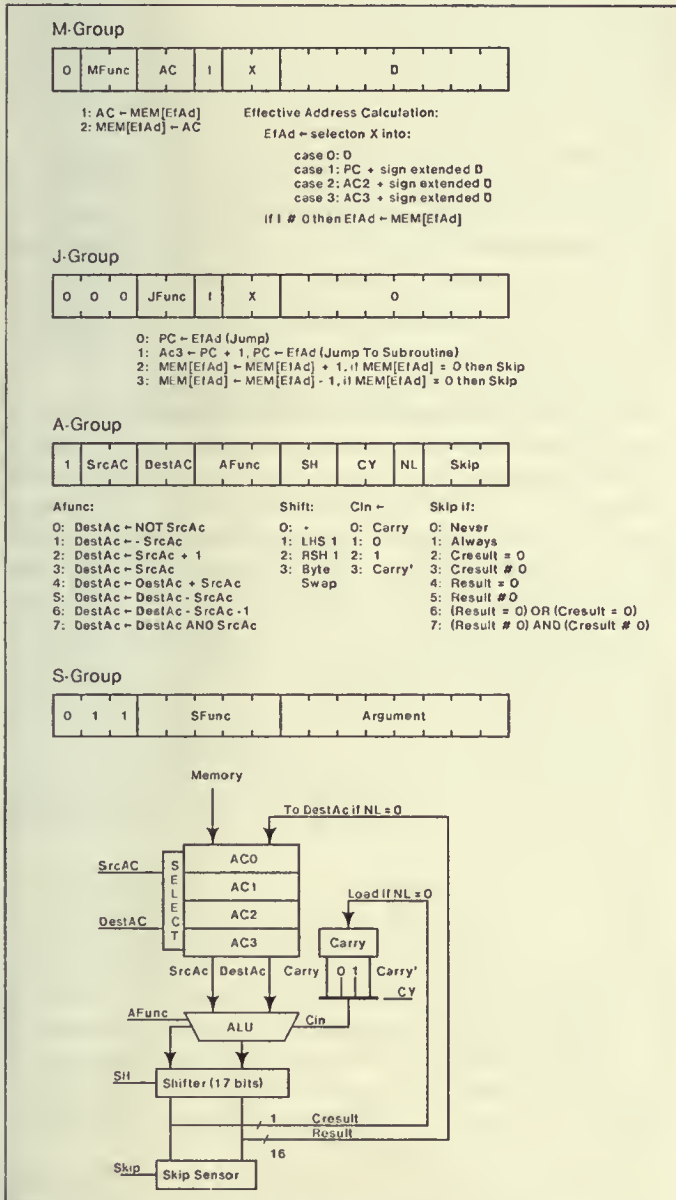 M-Group
0 MFunc AC I X D
1: AC ← MEM[EfAd]
2: MEM[EfAd] ← AC
Effective Address Calculation:
EfAd ← selecton X into:
case 0: D
case 1: PC + sign extended D
case 2: AC2 + sign extended D
case 3: AC3 + sign extended D
If I # 0 then EfAd ← MEM[EfAd]
J-Group
0 0 0 JFunc I X D
0: PC ← EfAd (Jump)
1: Ac3 ← PC + 1, PC ← EfAd (Jump To Subroutine)
2: MEM[EfAd] ← MEM[EfAd] + 1, if MEM[EfAd] = 0 then Skip
3: MEM[EfAd] ← MEM[EfAd] - 1, if MEM[EfAd] = 0 then Skip
A-Group
1 SrcAC DestAC AFunc SH CY NL Skip
Afunc:
0: DestAc ← NOT SrcAc
1: DestAc ← - SrcAc
2: DestAc ← SrcAc + 1
3: DestAc ← SrcAc
4: DestAc ← DestAc + SrcAc
5: DestAc ← DestAc - SrcAc
6: DestAc ← DestAc - SrcAc - 1
7: DestAc ← DestAc AND SrcAc
Shift:
0: -
1: LHS 1
2: RSH 1
3: Byte
Swap
CIn ←
0: Carry
1: 0
2: 1
3: Carry'
Skip if:
0: Never
1: Always
2: Cresult = 0
3: Cresult # 0
4: Result = 0
5: Result # 0
6: (Result = 0) OR (Cresult = 0)
7: (Result # 0) AND (Cresult # 0)
S-Group
0 1 1 SFunc Argument
Memory
To DestAc if NL = 0
SrcAC
DestAC
SELECT
AC0
AC1
AC2
AC3
Load if NL = 0
Carry
SrcAc DestAc Carry 0 1 Carry'
CY
AFunc
ALU
Cin
SH
Shifter (17 bits)
1 Cresult
Result
16
Skip
Skip Sensor